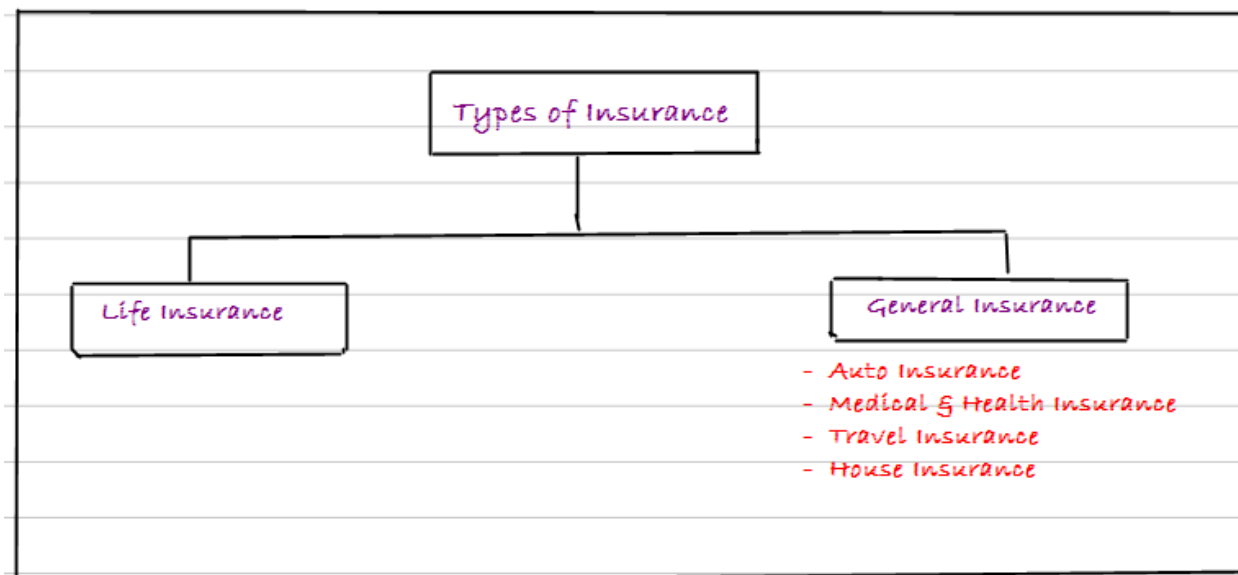 Types of Insurance
Life Insurance
General Insurance
- Auto Insurance
- Medical & Health Insurance
- Travel Insurance
- House Insurance